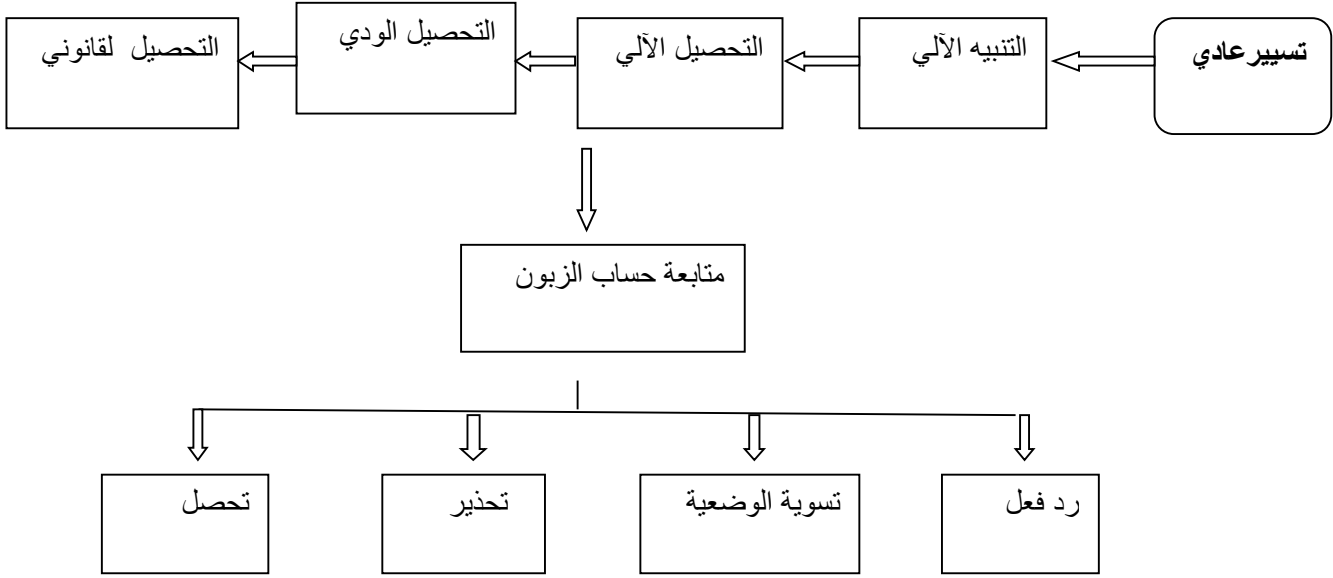 تسييرعادي
التنبيه الآلي
التحصيل الآلي
التحصيل الودي
التحصيل لقانوني
متابعة حساب الزبون
رد فعل
تسوية الوضعية
تحذير
تحصل